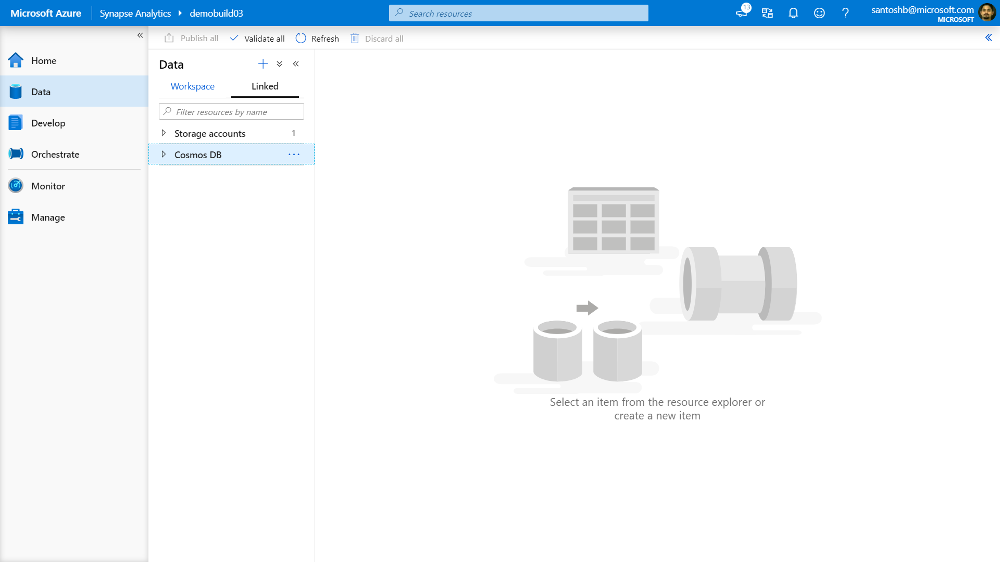 Microsoft Azure
Synapse Analytics
demobuild03
Search resources
13
santoshb@microsoft.com
MICROSOFT
Home
Data
Develop
Orchestrate
Monitor
Manage
Publish all
Validate all
Refresh
Discard all
Data
Workspace
Linked
Filter resources by name
Storage accounts 1
Cosmos DB
Select an item from the resource explorer or
create a new item